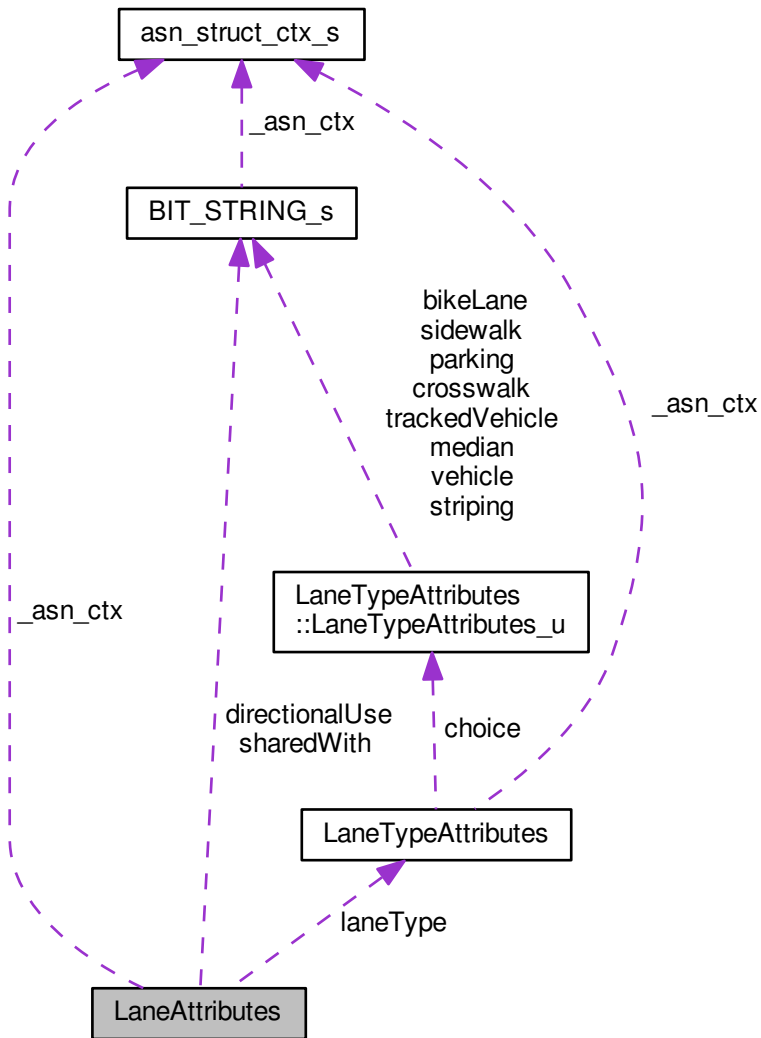 asn_struct_ctx_s
_asn_ctx
BIT_STRING_s
bikeLane
sidewalk
parking
crosswalk
trackedVehicle
median
vehicle
striping
_asn_ctx
LaneTypeAttributes
::LaneTypeAttributes_u
_asn_ctx
directionalUse
sharedWith
choice
LaneTypeAttributes
laneType
LaneAttributes